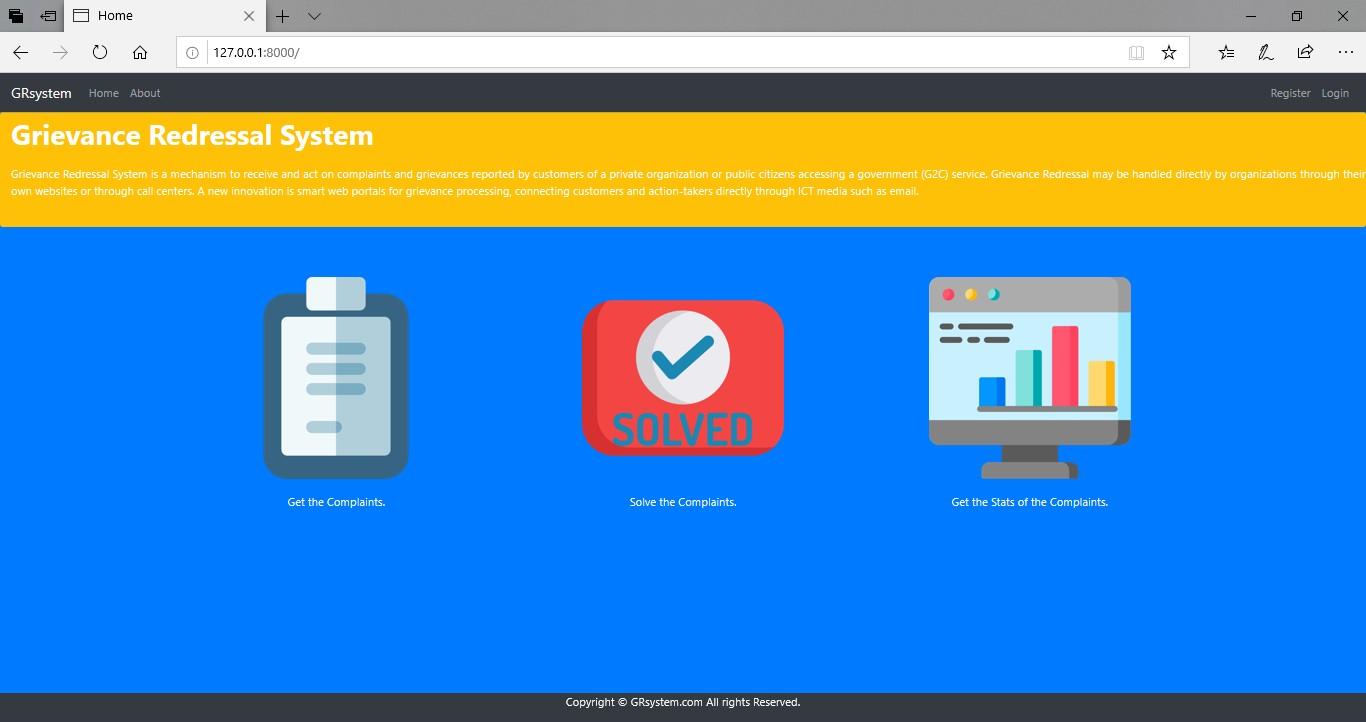 Home
127.0.0.1:8000/
GRsystem Home About Register Login
Grievance Redressal System
Grievance Redressal System is a mechanism to receive and act on complaints and grievances reported by customers of a private organization or public citizens accessing a government (G2C) service. Grievance Redressal may be handled directly by organizations through their
own websites or through call centers. A new innovation is smart web portals for grievance processing, connecting customers and action-takers directly through ICT media such as email.
SOLVED
Get the Complaints. Solve the Complaints. Get the Stats of the Complaints.
Copyright © GRsystem.com All rights Reserved.